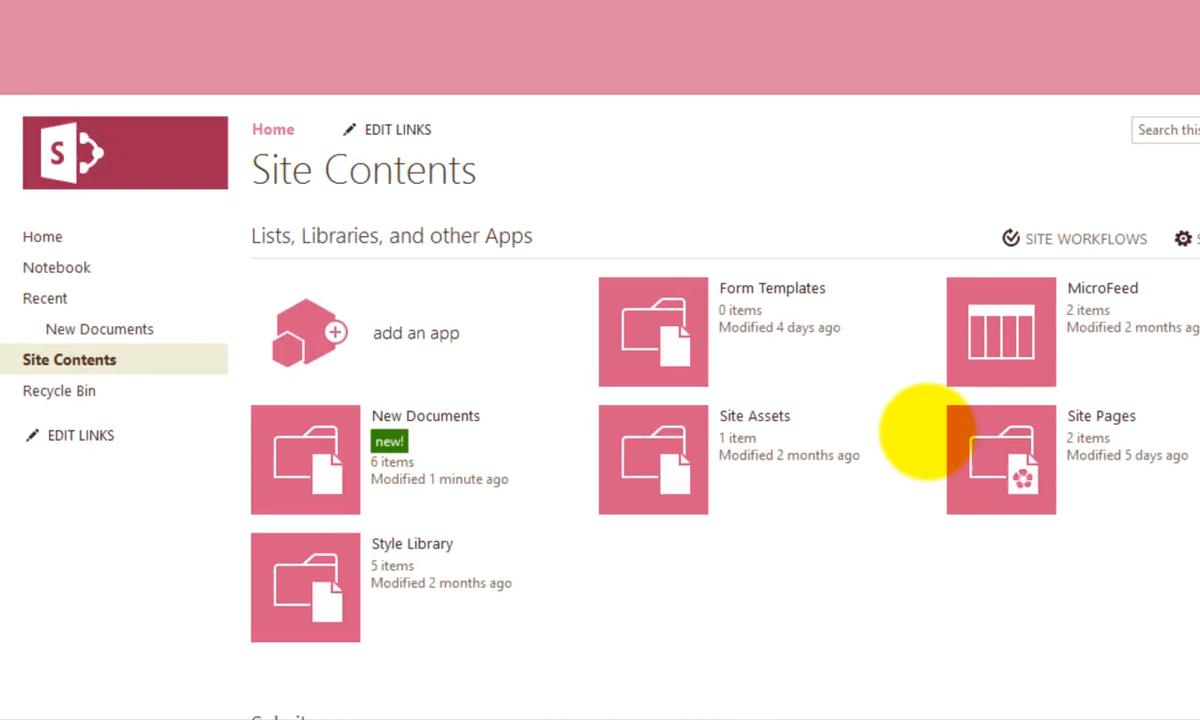 S
Home
EDIT LINKS
Search this
Site Contents
Home
Notebook
Recent
New Documents
Site Contents
Recycle Bin
EDIT LINKS
Lists, Libraries, and other Apps
SITE WORKFLOWS
add an app
Form Templates
0 items
Modified 4 days ago
MicroFeed
2 items
Modified 2 months ag
New Documents
new!
6 items
Modified 1 minute ago
Site Assets
1 item
Modified 2 months ago
Site Pages
2 items
Modified 5 days ago
Style Library
5 items
Modified 2 months ago